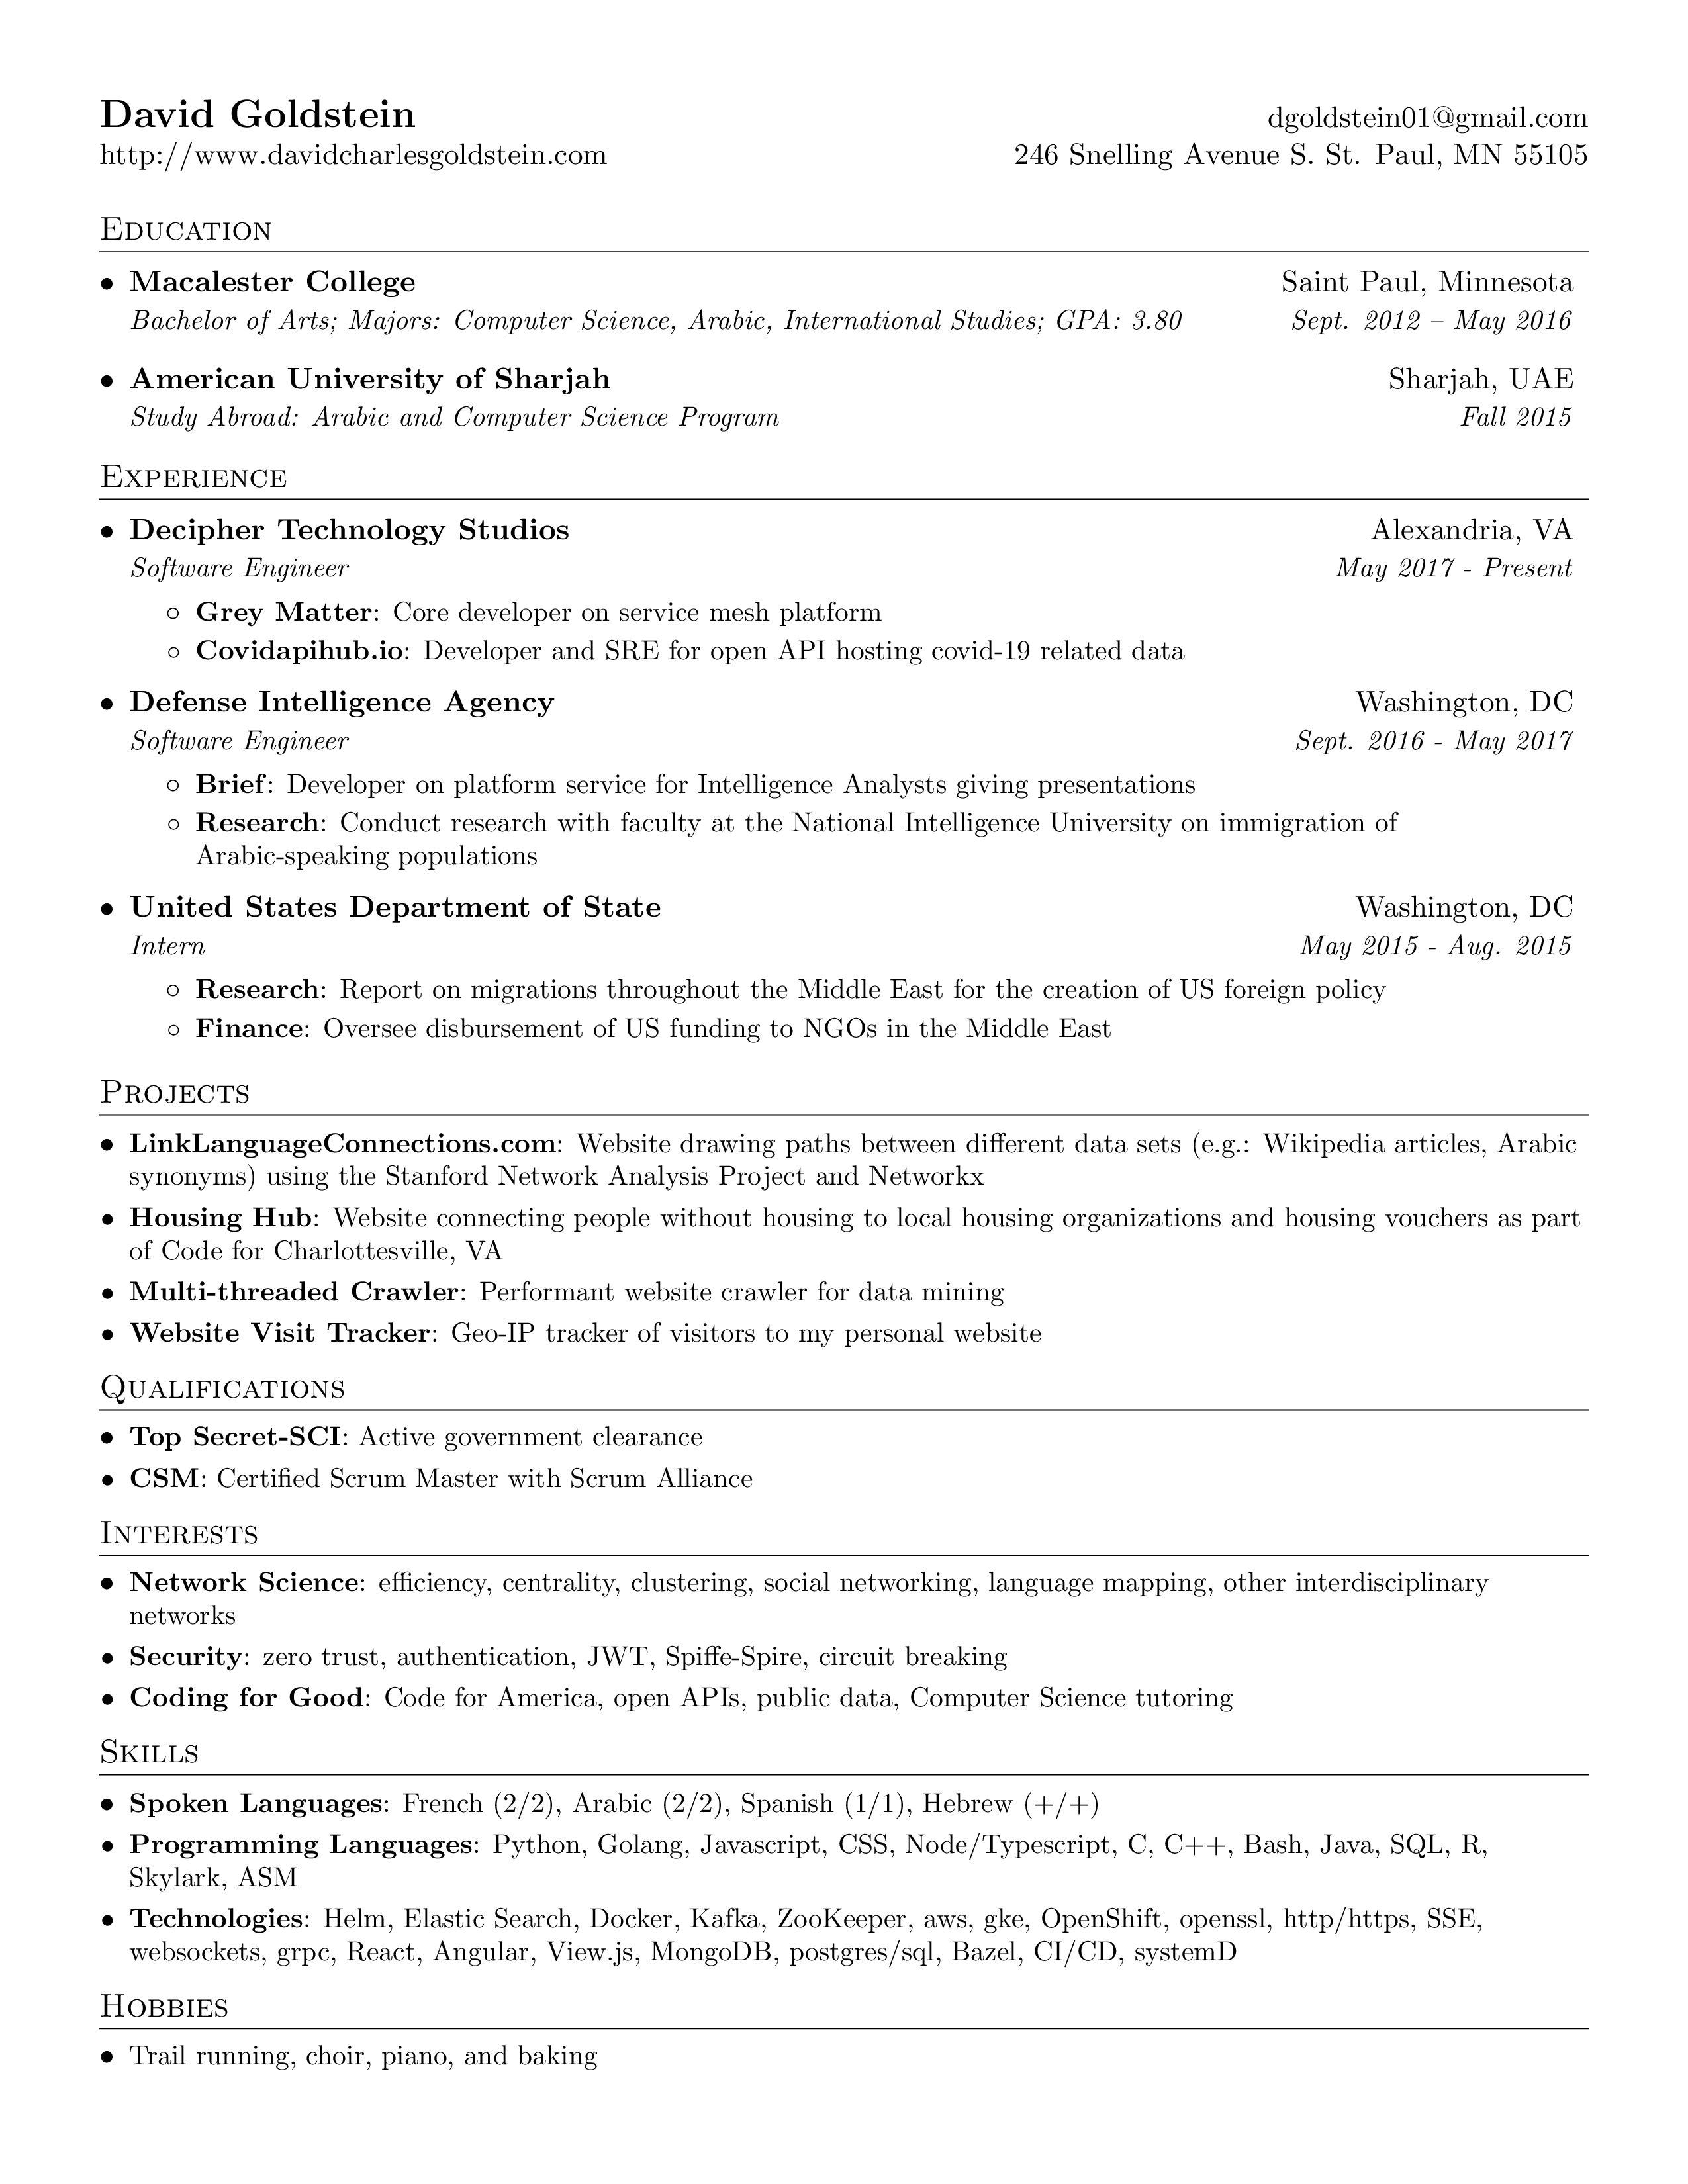 David Goldstein dgoldstein01@gmail.com
http://www.davidcharlesgoldstein.com 246 Snelling Avenue S. St. Paul, MN 55105
Education
• Macalester College Saint Paul, Minnesota
Bachelor of Arts; Majors: Computer Science, Arabic, International Studies; GPA: 3.80 Sept. 2012 – May 2016
• American University of Sharjah Sharjah, UAE
Study Abroad: Arabic and Computer Science Program Fall 2015
Experience
• Decipher Technology Studios Alexandria, VA
Software Engineer May 2017 - Present
◦ Grey Matter: Core developer on service mesh platform
◦ Covidapihub.io: Developer and SRE for open API hosting covid-19 related data
• Defense Intelligence Agency Washington, DC
Software Engineer Sept. 2016 - May 2017
◦ Brief: Developer on platform service for Intelligence Analysts giving presentations
◦ Research: Conduct research with faculty at the National Intelligence University on immigration of
Arabic-speaking populations
• United States Department of State Washington, DC
Intern May 2015 - Aug. 2015
◦ Research: Report on migrations throughout the Middle East for the creation of US foreign policy
◦ Finance: Oversee disbursement of US funding to NGOs in the Middle East
Projects
• LinkLanguageConnections.com: Website drawing paths between different data sets (e.g.: Wikipedia articles, Arabic
synonyms) using the Stanford Network Analysis Project and Networkx
• Housing Hub: Website connecting people without housing to local housing organizations and housing vouchers as part
of Code for Charlottesville, VA
• Multi-threaded Crawler: Performant website crawler for data mining
• Website Visit Tracker: Geo-IP tracker of visitors to my personal website
Qualifications
• Top Secret-SCI: Active government clearance
• CSM: Certified Scrum Master with Scrum Alliance
Interests
• Network Science: efficiency, centrality, clustering, social networking, language mapping, other interdisciplinary
networks
• Security: zero trust, authentication, JWT, Spiffe-Spire, circuit breaking
• Coding for Good: Code for America, open APIs, public data, Computer Science tutoring
Skills
• Spoken Languages: French (2/2), Arabic (2/2), Spanish (1/1), Hebrew (+/+)
• Programming Languages: Python, Golang, Javascript, CSS, Node/Typescript, C, C++, Bash, Java, SQL, R,
Skylark, ASM
• Technologies: Helm, Elastic Search, Docker, Kafka, ZooKeeper, aws, gke, OpenShift, openssl, http/https, SSE,
websockets, grpc, React, Angular, View.js, MongoDB, postgres/sql, Bazel, CI/CD, systemD
Hobbies
• Trail running, choir, piano, and baking